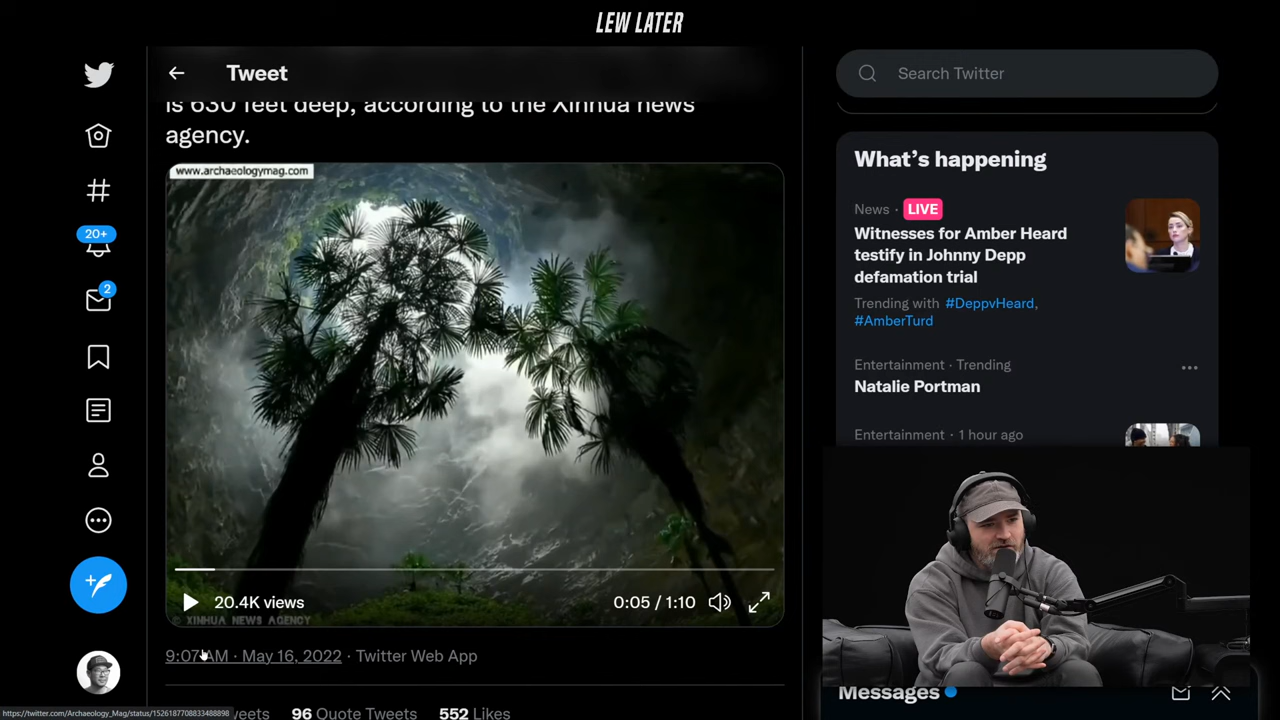 LEW LATER
Tweet
Search Twitter
is 630 feet deep, according to the Xinhua news
agency.
www.archaeologymag.com
20+
2
20.4K views
0:05 / 1:10
© XINHUA NEWS AGENCY
9:07 AM · May 16, 2022 · Twitter Web App
96 Quote Tweets
552 Likes
What's happening
News · LIVE
Witnesses for Amber Heard
testify in Johnny Depp
defamation trial
Trending with #DeppvHeard,
#AmberTurd
Entertainment · Trending
Natalie Portman
Entertainment · 1 hour ago
Messages